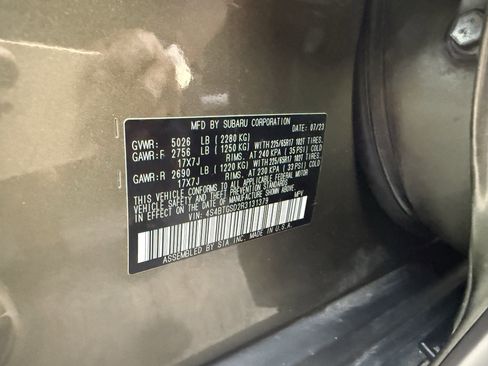 MFD BY SUBARU CORPORATION
DATE: 07/23
GVWR: 5026 LB (2280 KG)
GAWR:F 2756 LB (1250 KG) WITH 225/65R17 102T TIRES,
17X7J RIMS, AT 240 KPA (35 PSI) COLD
GAWR:R 2690 LB (1220 KG) WITH 225/65R17 102T TIRES,
17X7J RIMS, AT 230 KPA (33 PSI) COLD
THIS VEHICLE CONFORMS TO ALL APPLICABLE FEDERAL MOTOR
VEHICLE SAFETY AND THEFT PREVENTION STANDARDS IN EFFECT ON THE
DATE OF MANUFACTURE SHOWN ABOVE.
VIN: 4S4BTGSD2R3131379 MPV
ASSEMBLED BY SIA INC. MADE IN U.S.A.